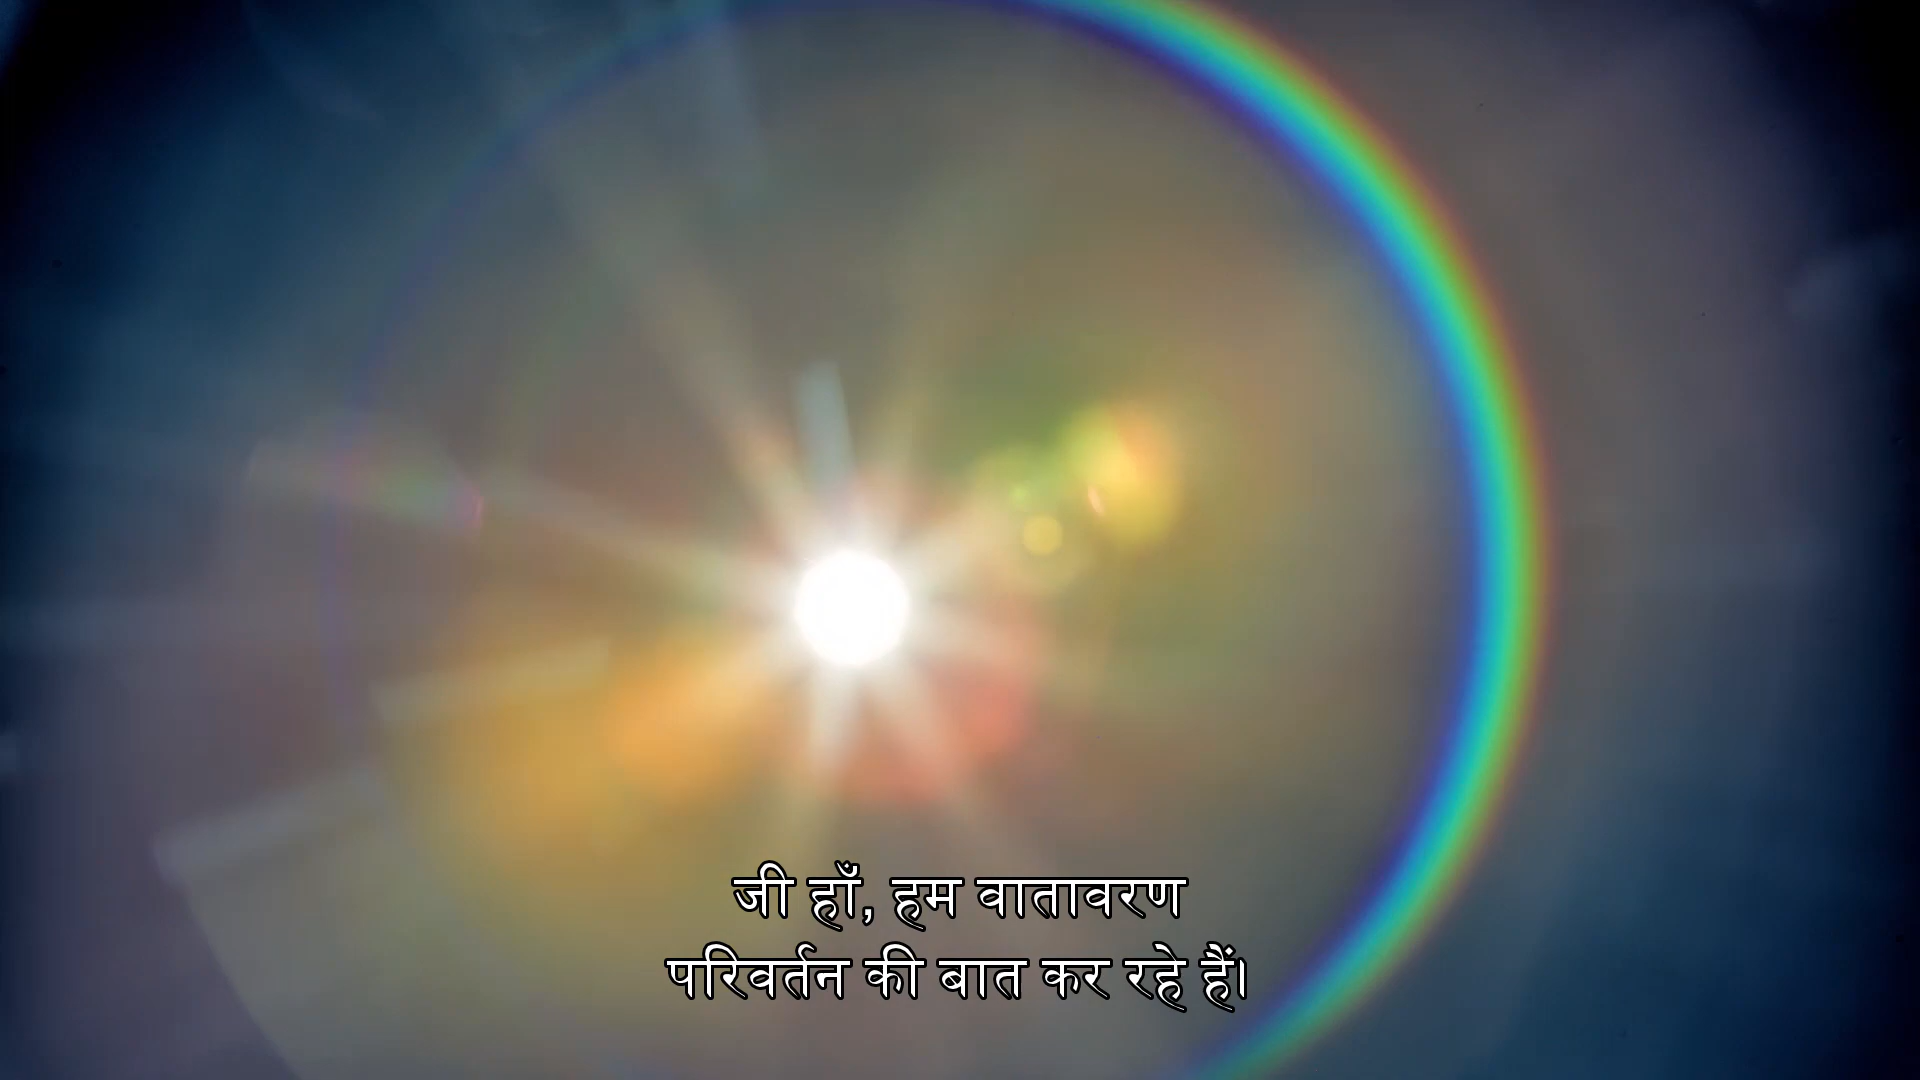 जी हाँ, हम वातावरण
परिवर्तन की बात कर रहे हैं।